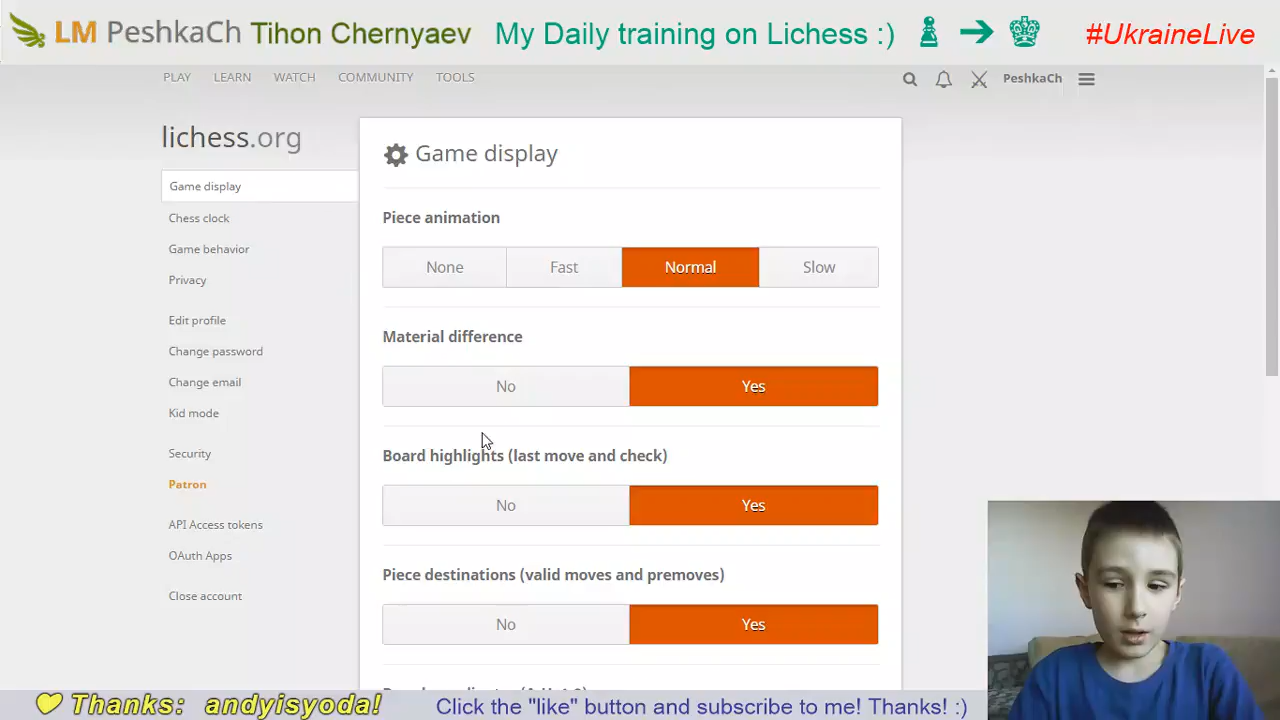 LM PeshkaCh Tihon Chernyaev My Daily training on Lichess :) #UkraineLive
PLAY LEARN WATCH COMMUNITY TOOLS PeshkaCh
lichess.org
Game display
Chess clock
Game behavior
Privacy
Edit profile
Change password
Change email
Kid mode
Security
Patron
API Access tokens
OAuth Apps
Close account
Game display
Piece animation
None Fast Normal Slow
Material difference
No Yes
Board highlights (last move and check)
No Yes
Piece destinations (valid moves and premoves)
No Yes
Thanks: andyisyoda! Click the "like" button and subscribe to me! Thanks! :)